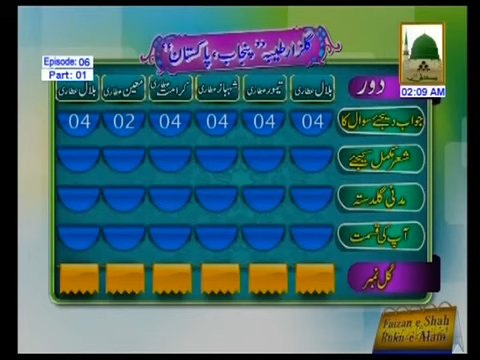 گلزار طیبہ "پنجاب، پاکستان"
Episode: 06
Part: 01
02:09 AM
دور
بلال عطاری تیمور عطاری شہباز عطاری معین عطاری بلال عطاری
جواب دیجئے سوال کا 04 04 04 04 02 04
شعر مکمل کیجئے
مدنی گلدستہ
آپ کی قسمت
کل نمبر
Faizan e Shah
Rukn-e-Alam